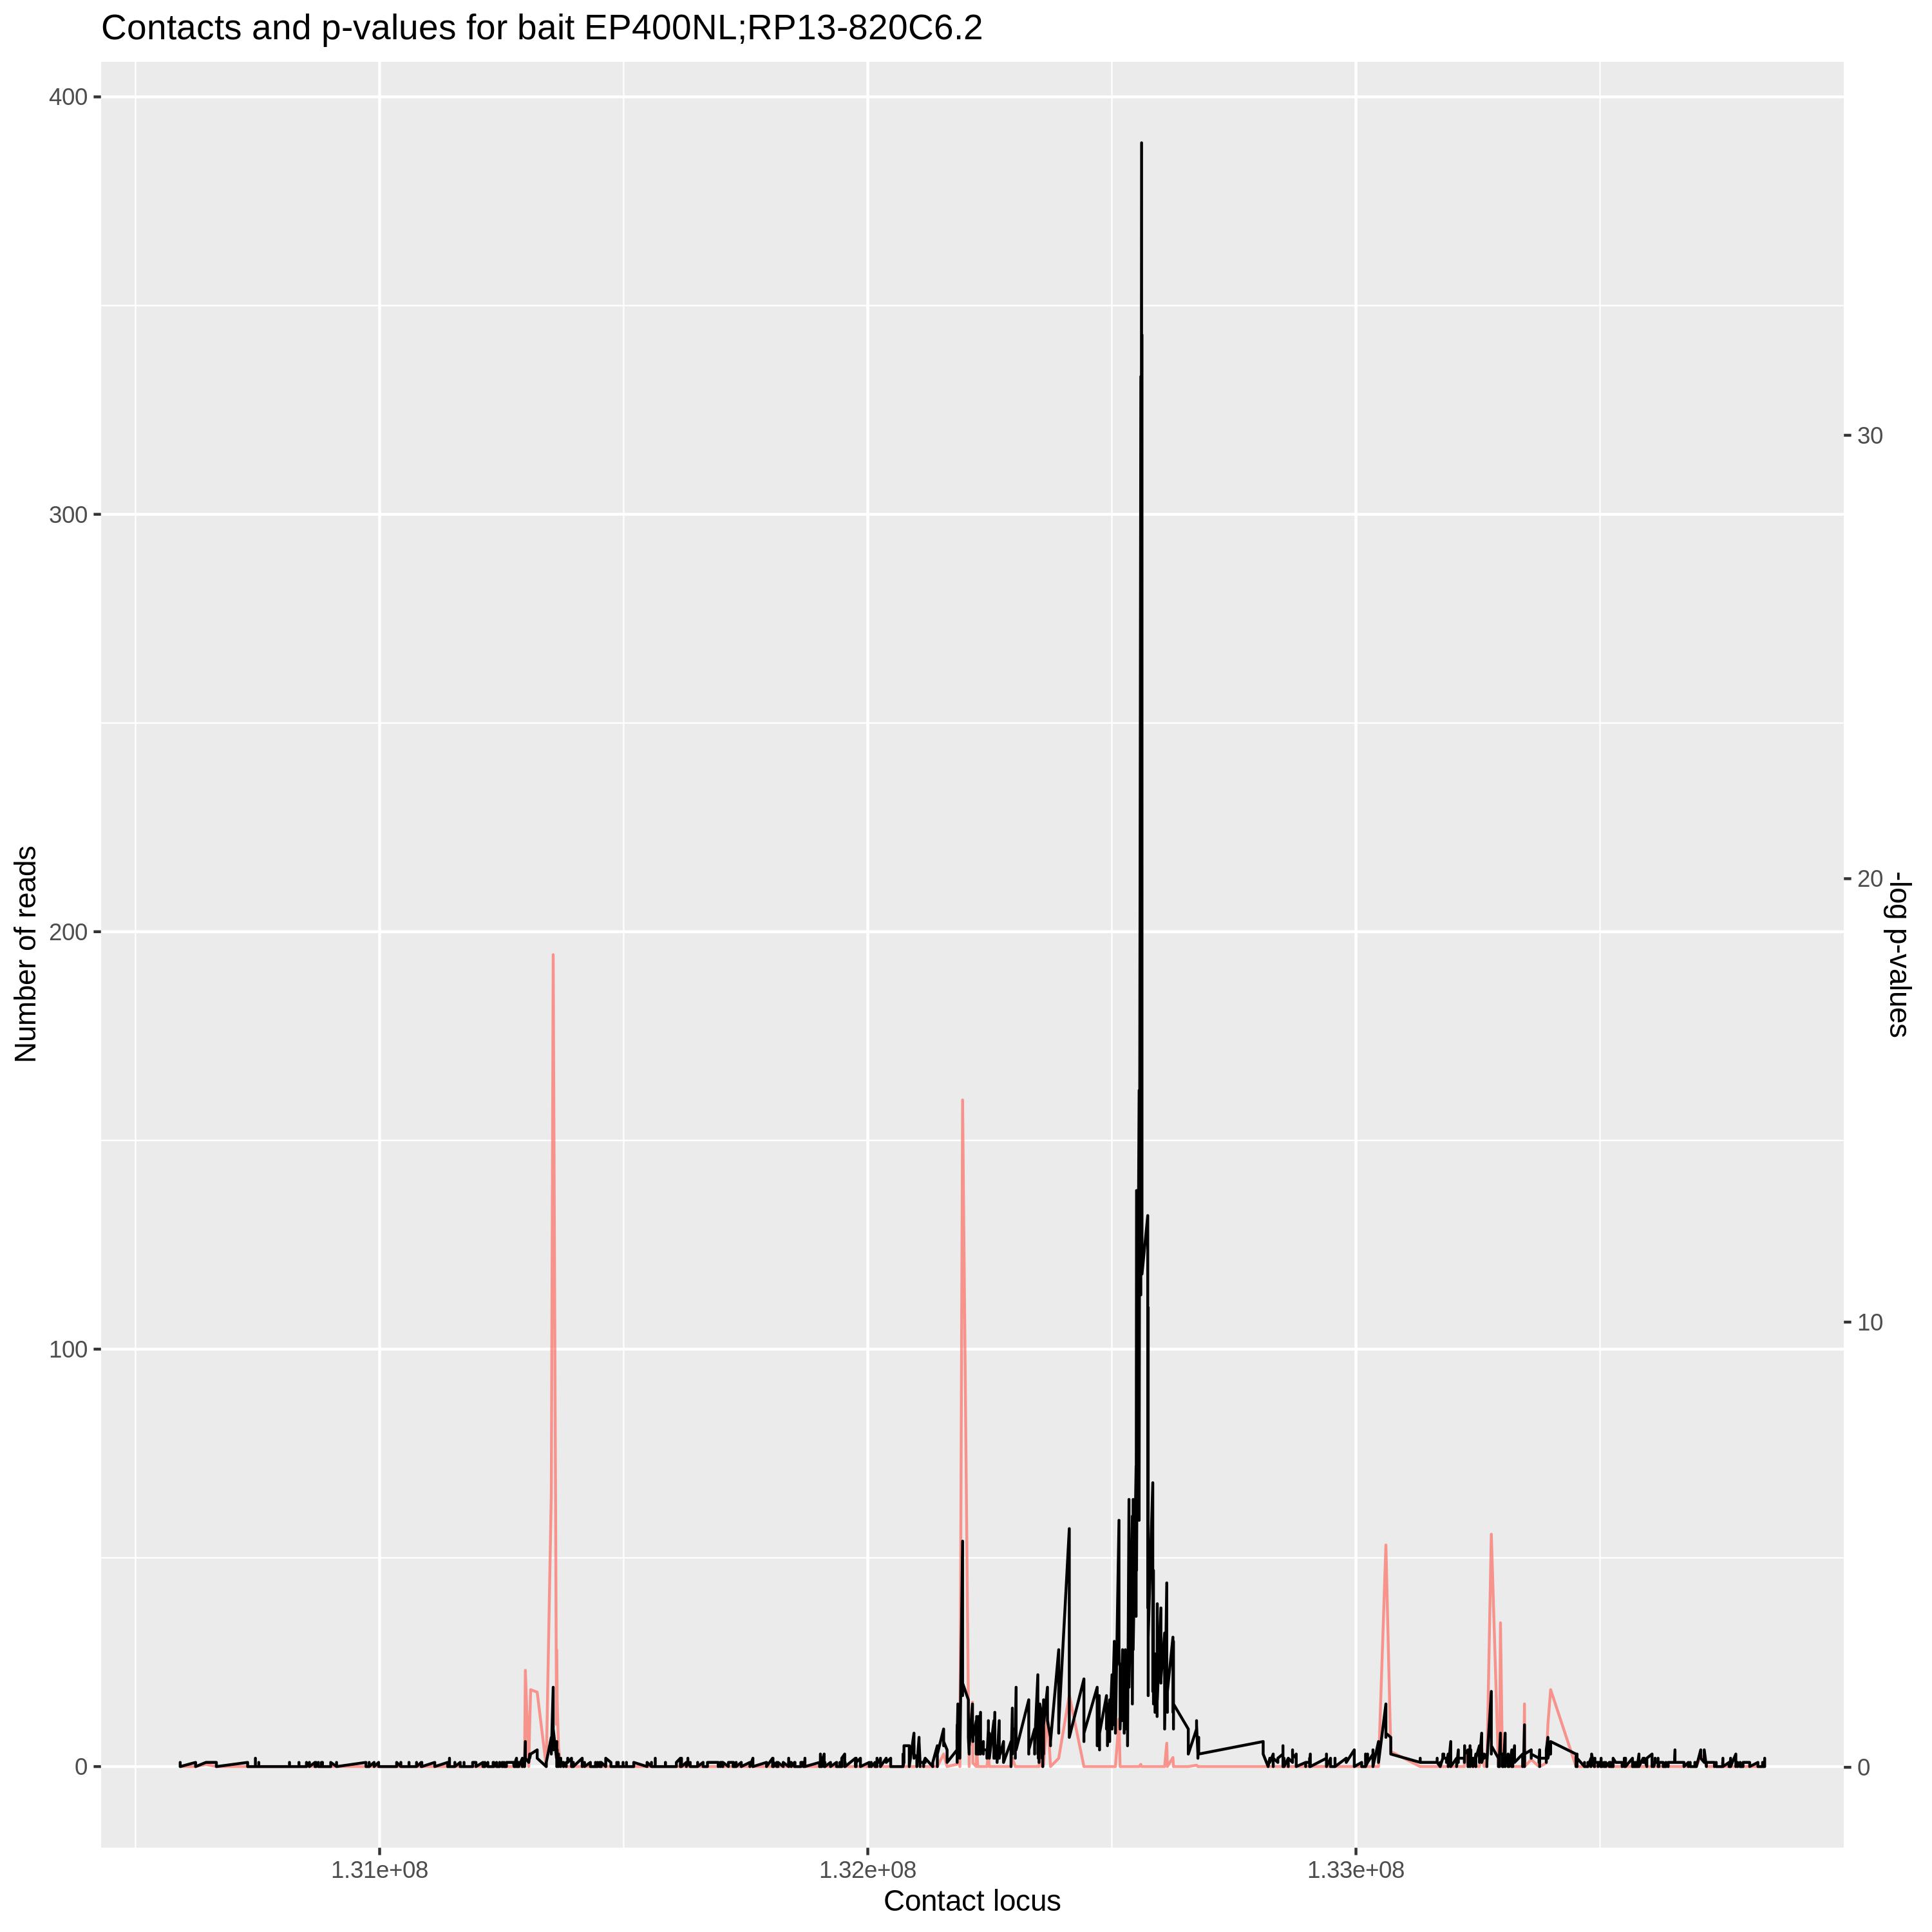 Contacts and p-values for bait EP400NL;RP13-820C6.2
400
300
200
100
0
Number of reads
30
20
10
0
-log p-values
1.31e+08
1.32e+08
1.33e+08
Contact locus